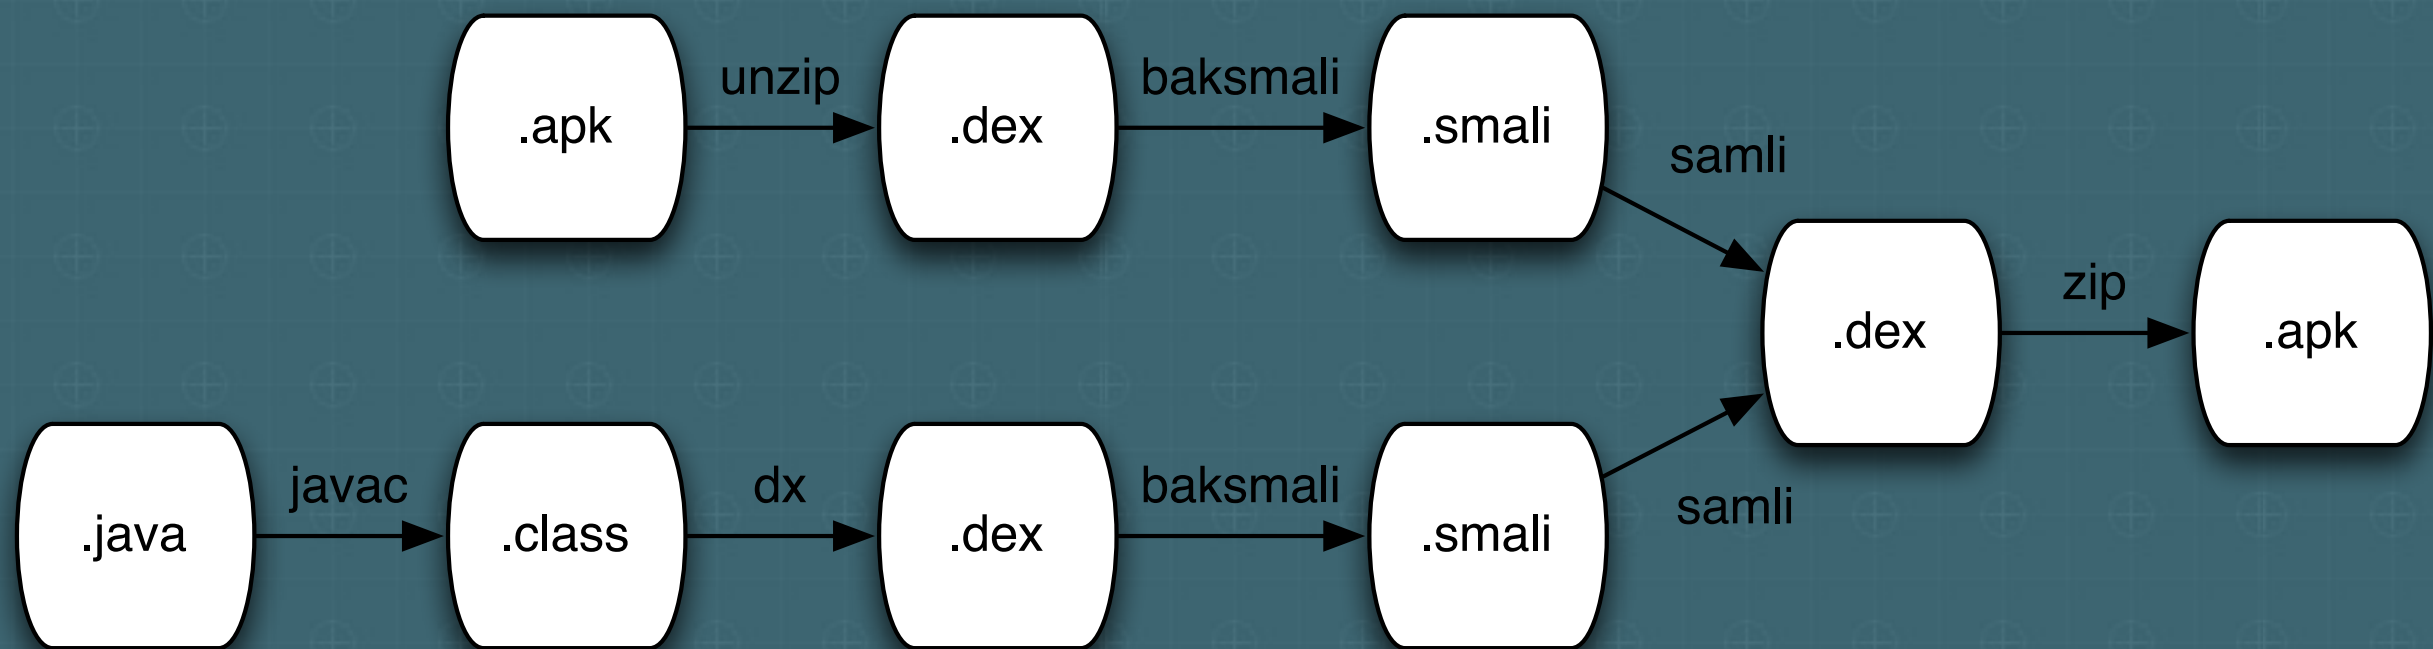 .apk
unzip
.dex
baksmali
.smali
samli
.dex
zip
.apk
.java
javac
.class
dx
.dex
baksmali
.smali
samli